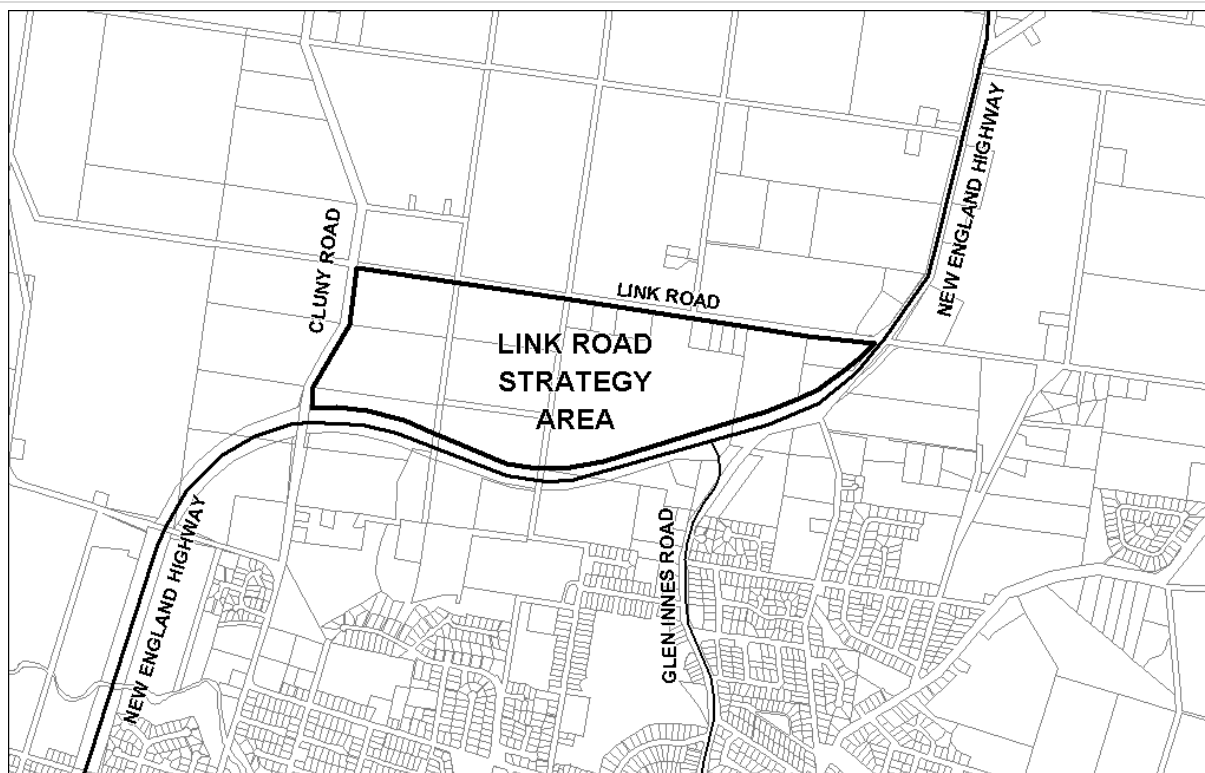 NEW ENGLAND HIGHWAY
CLUNY ROAD
LINK ROAD
LINK ROAD
STRATEGY
AREA
NEW ENGLAND HIGHWAY
GLEN INNES ROAD